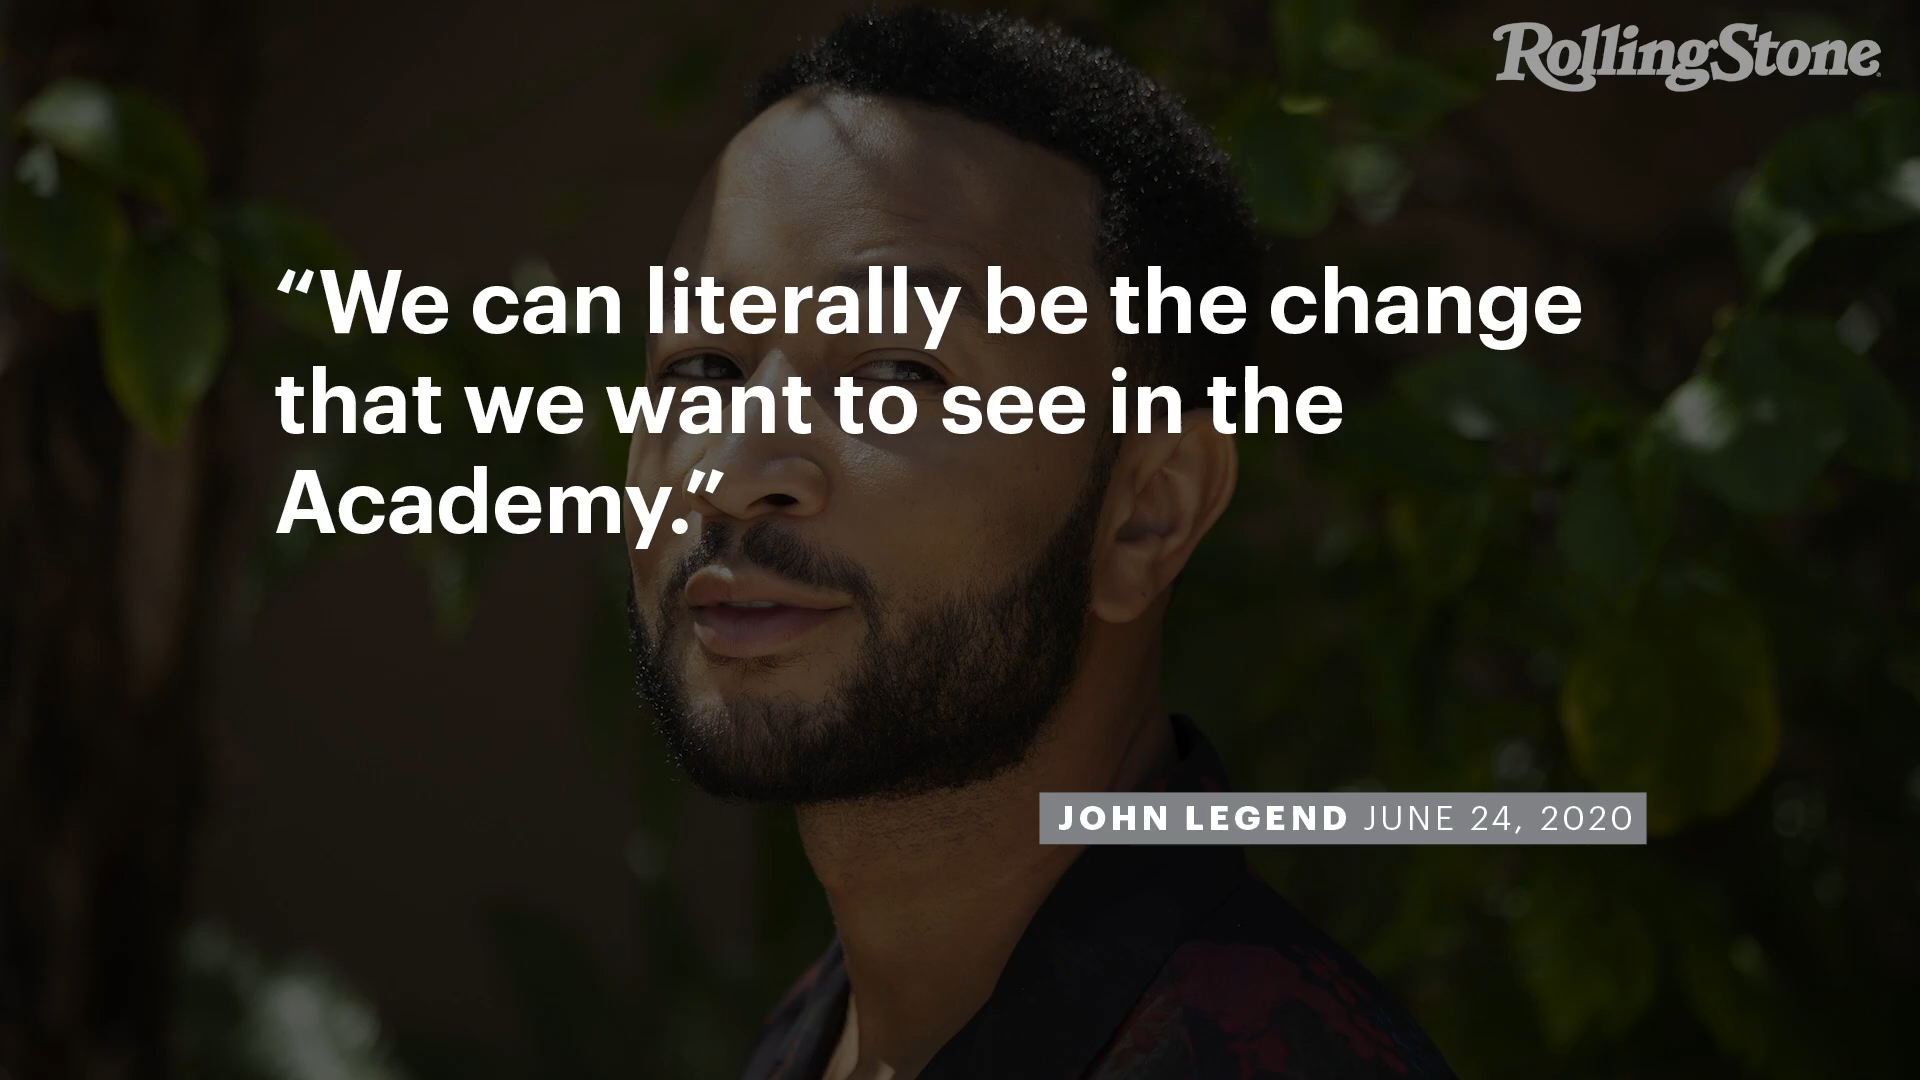 RollingStone
“We can literally be the change
that we want to see in the
Academy.”
JOHN LEGEND JUNE 24, 2020